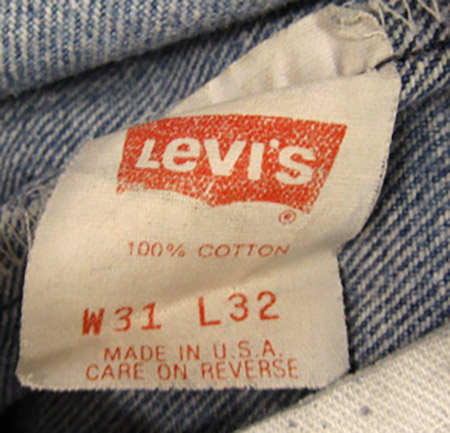 LEVI'S
®
100% COTTON
W31 L32
MADE IN U.S.A.
CARE ON REVERSE